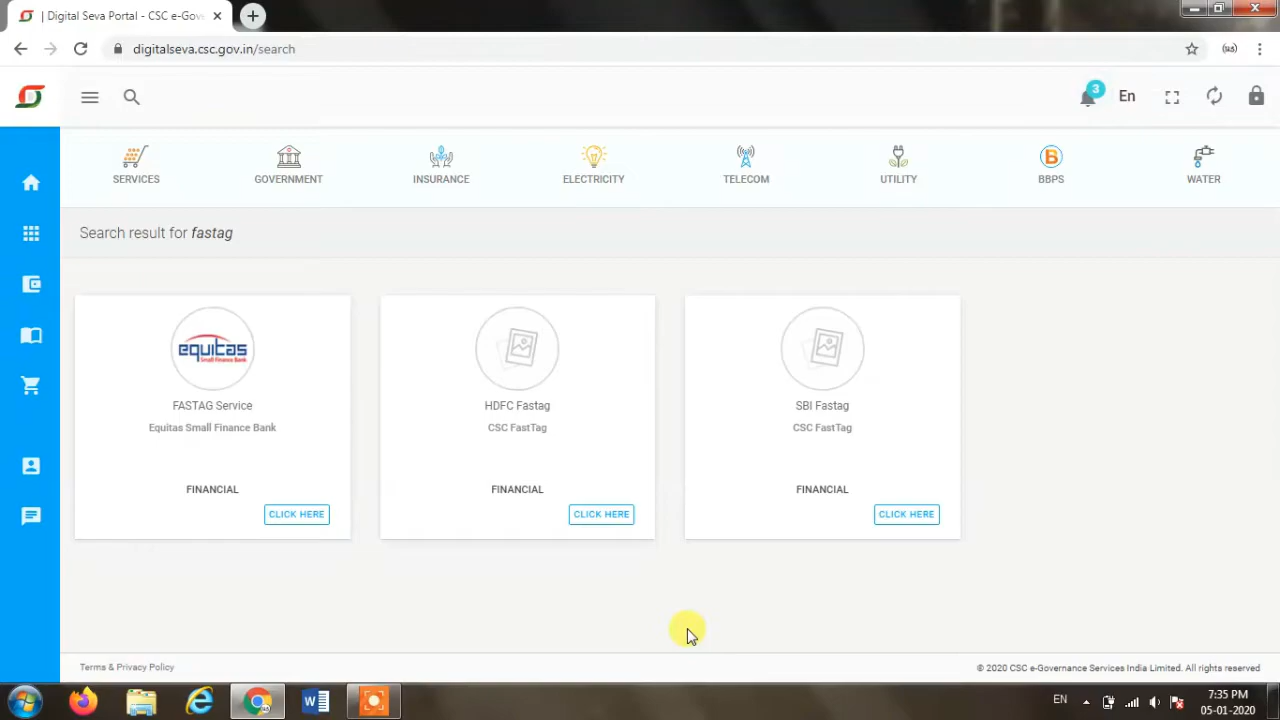 | Digital Seva Portal - CSC e-Gov
digitalseva.csc.gov.in/search
3
En
SERVICES
GOVERNMENT
INSURANCE
ELECTRICITY
TELECOM
UTILITY
B
BBPS
WATER
Search result for fastag
equitas
Small Finance Bank
FASTAG Service
Equitas Small Finance Bank
FINANCIAL
CLICK HERE
HDFC Fastag
CSC FastTag
FINANCIAL
CLICK HERE
SBI Fastag
CSC FastTag
FINANCIAL
CLICK HERE
Terms & Privacy Policy
© 2020 CSC e-Governance Services India Limited. All rights reserved
EN
7:35 PM
05-01-2020